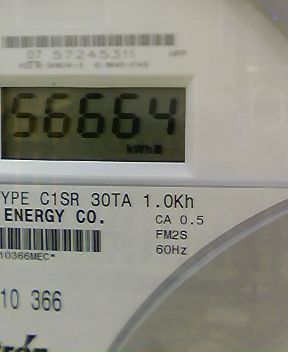 07 57245311
56664
kWh
YPE C1SR 30TA 1.0Kh
ENERGY CO.
CA 0.5
FM2S
60Hz
10366MEC*
10 366